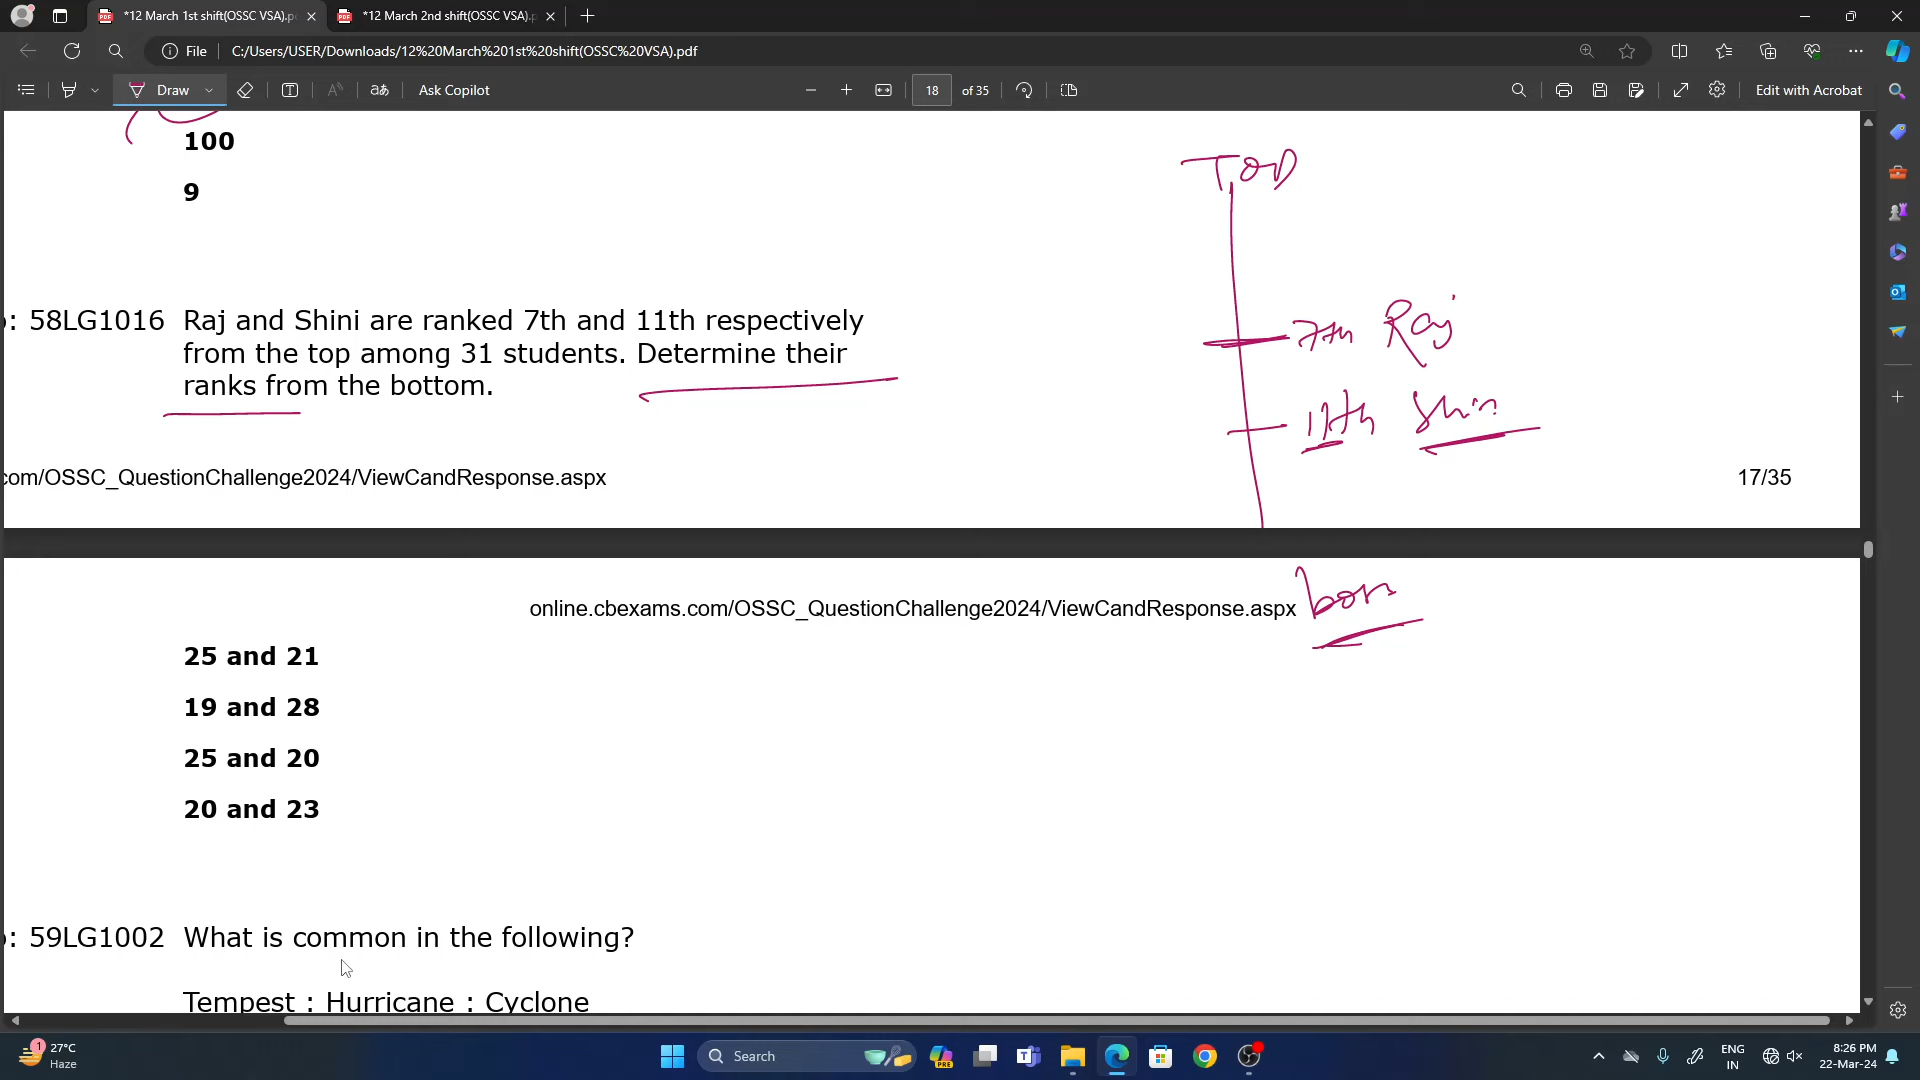 *12 March 1st shift(OSSC VSA).p
*12 March 2nd shift(OSSC VSA).p
File
C:/Users/USER/Downloads/12%20March%201st%20shift(OSSC%20VSA).pdf
Draw
Ask Copilot
18 of 35
Edit with Acrobat
100
9
TOP
: 58LG1016 Raj and Shini are ranked 7th and 11th respectively
from the top among 31 students. Determine their
ranks from the bottom.
7th Raj
11th Shini
com/OSSC_QuestionChallenge2024/ViewCandResponse.aspx
17/35
online.cbexams.com/OSSC_QuestionChallenge2024/ViewCandResponse.aspx
25 and 21
19 and 28
25 and 20
20 and 23
: 59LG1002 What is common in the following?
Tempest : Hurricane : Cyclone
1
27°C
Haze
Search
PRE
ENG
IN
8:26 PM
22-Mar-24